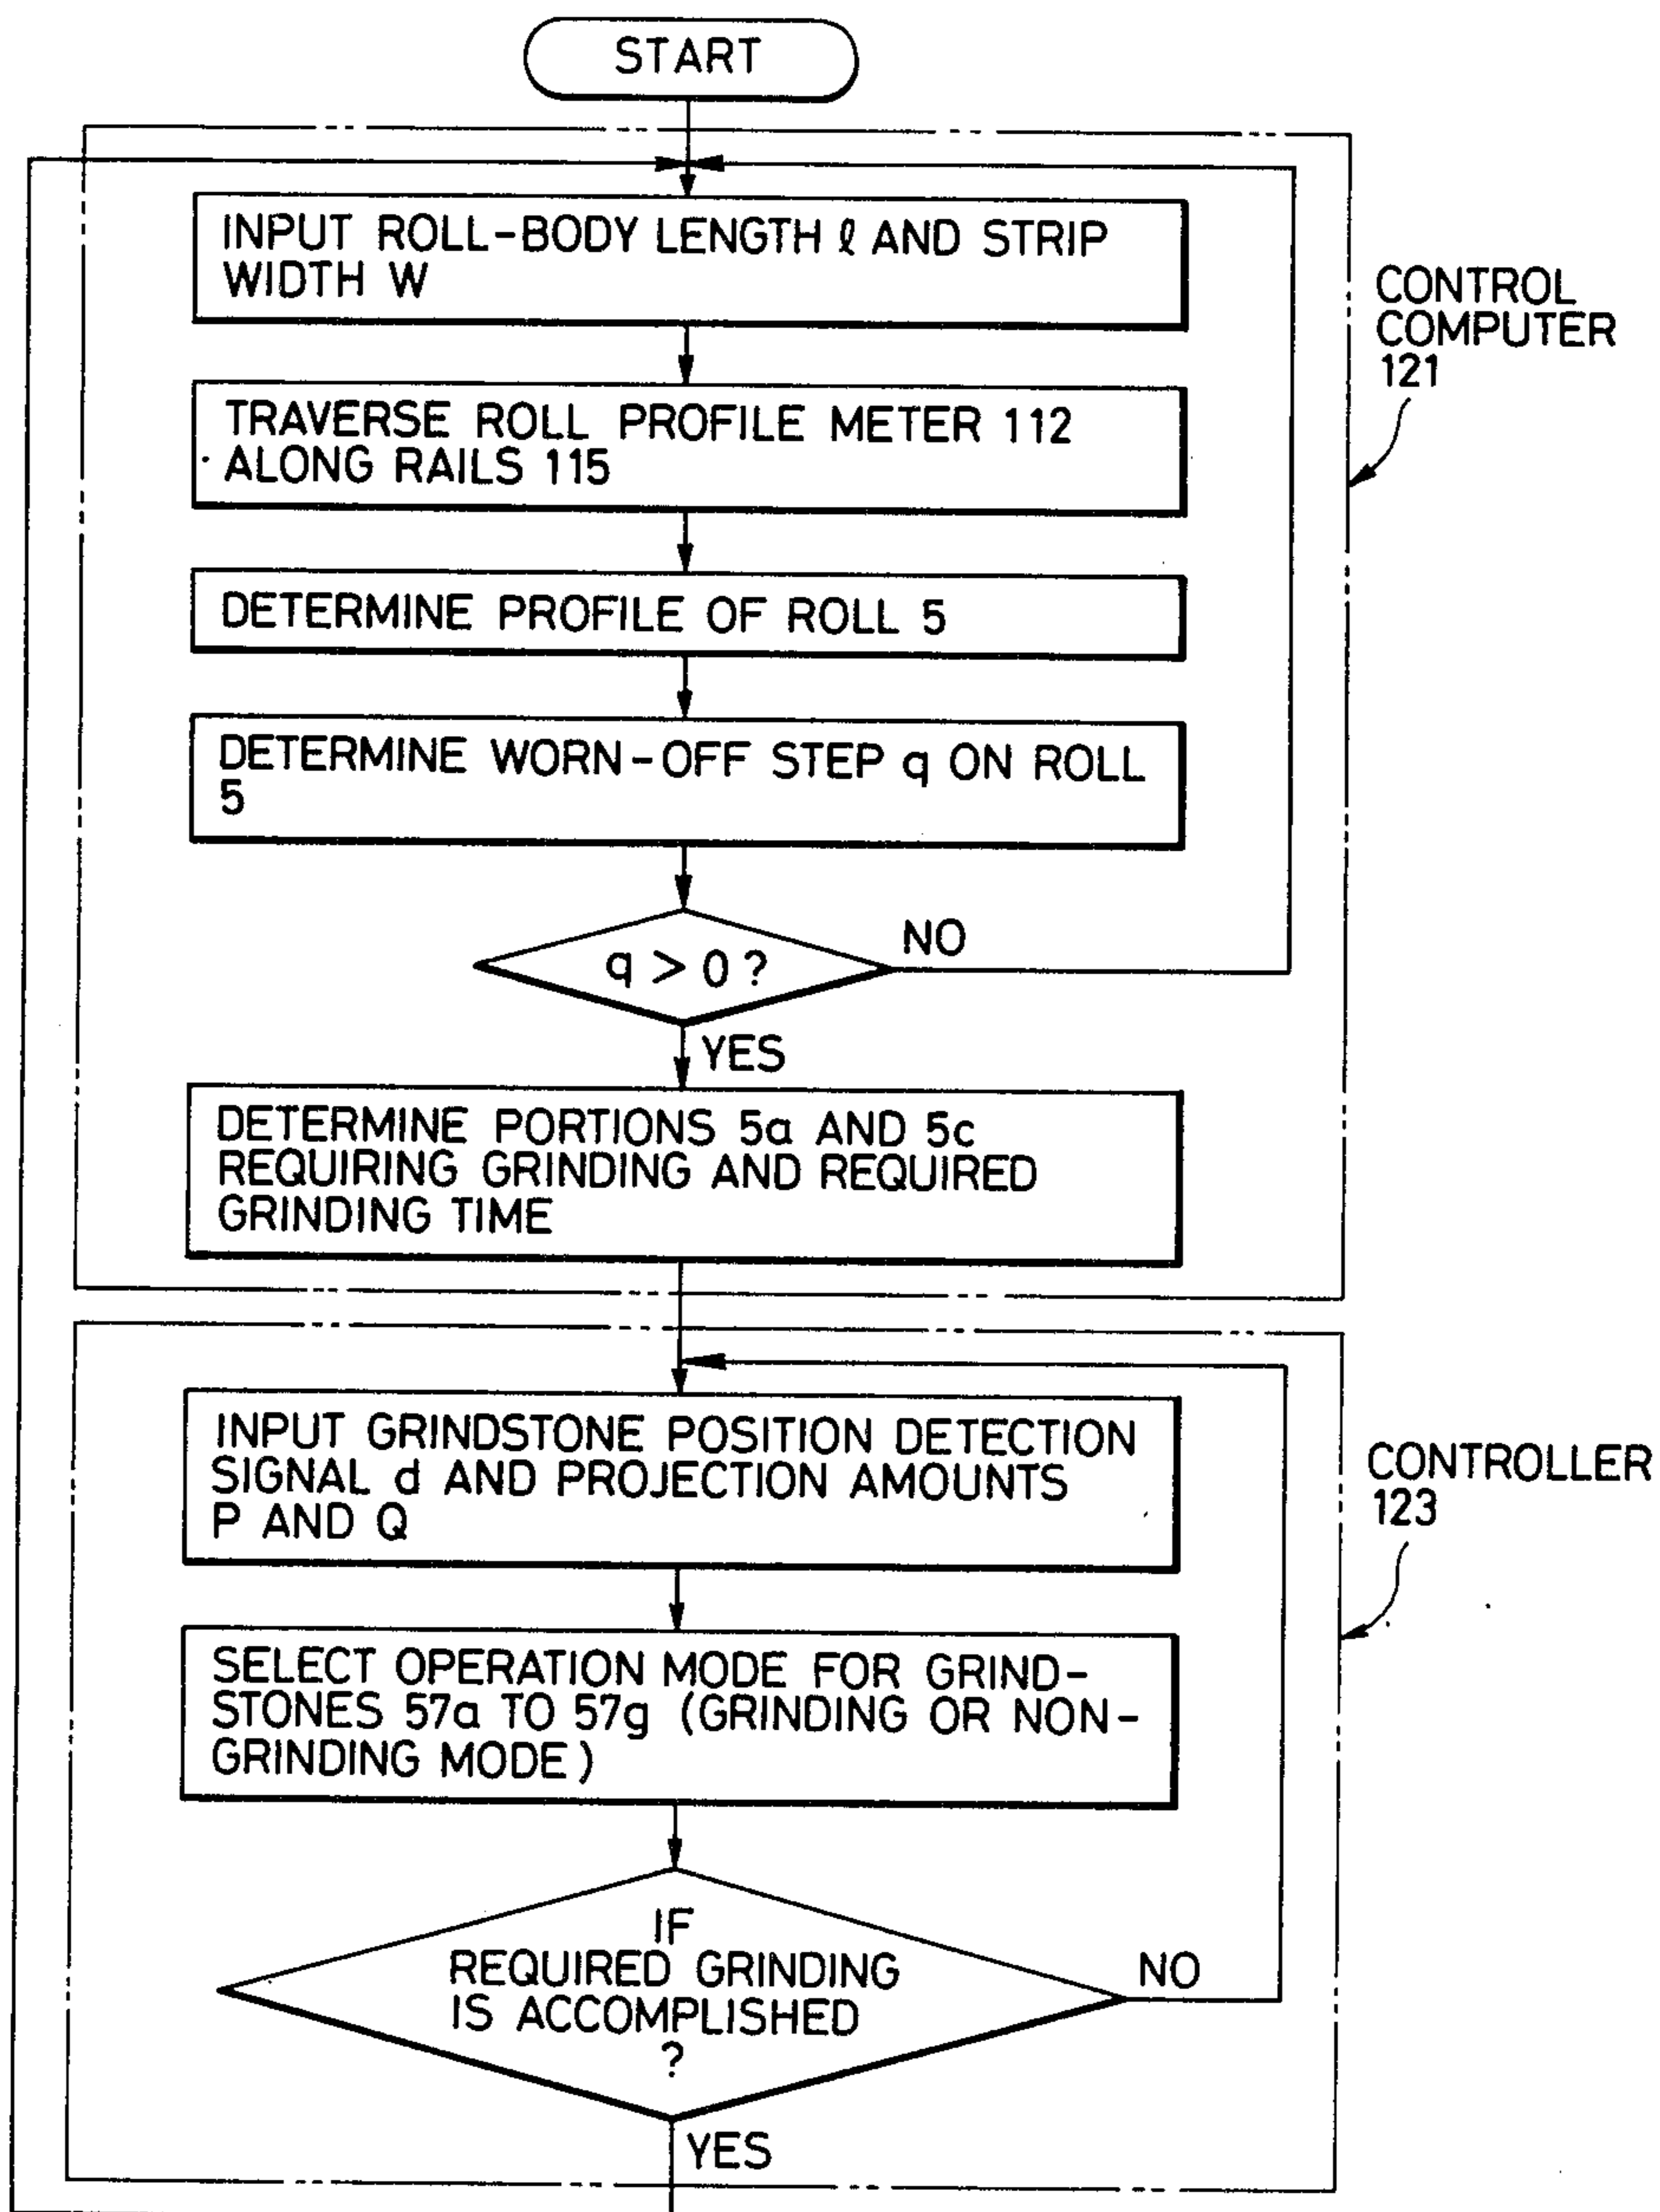 START
INPUT ROLL-BODY LENGTH ℓ AND STRIP
WIDTH W
CONTROL
COMPUTER
121
TRAVERSE ROLL PROFILE METER 112
ALONG RAILS 115
DETERMINE PROFILE OF ROLL 5
DETERMINE WORN-OFF STEP q ON ROLL
5
q > 0 ?
NO
YES
DETERMINE PORTIONS 5a AND 5c
REQUIRING GRINDING AND REQUIRED
GRINDING TIME
INPUT GRINDSTONE POSITION DETECTION
SIGNAL d AND PROJECTION AMOUNTS
P AND Q
CONTROLLER
123
SELECT OPERATION MODE FOR GRIND-
STONES 57a TO 57g (GRINDING OR NON-
GRINDING MODE)
IF
REQUIRED GRINDING
IS ACCOMPLISHED
?
NO
YES